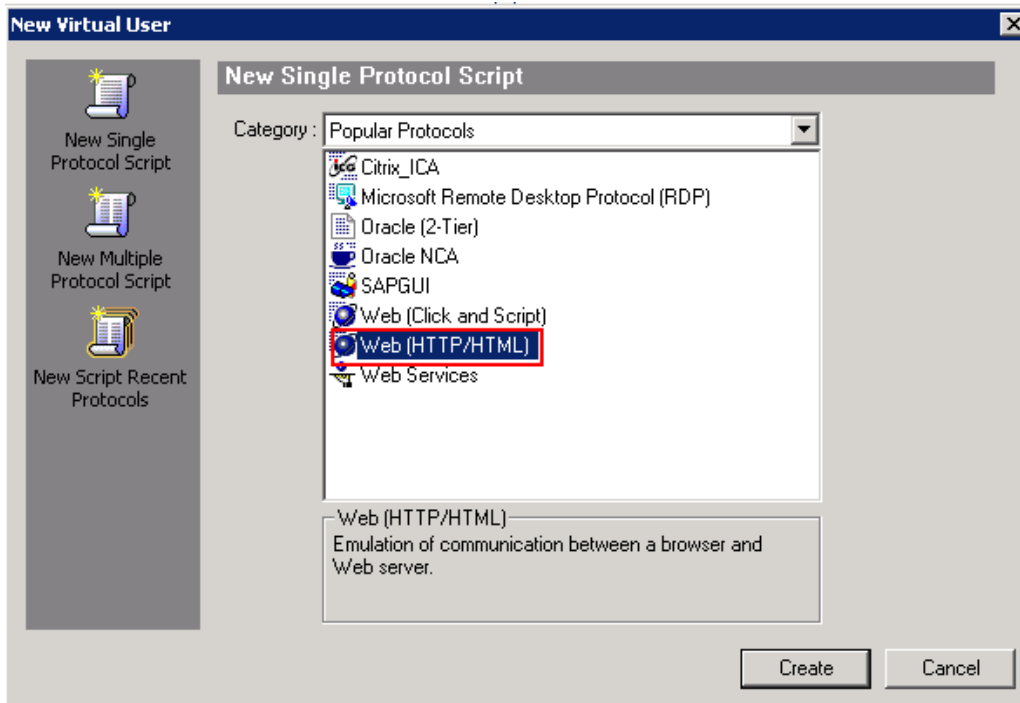 New Virtual User
New Single
Protocol Script
New Multiple
Protocol Script
New Script Recent
Protocols
New Single Protocol Script
Category :
Popular Protocols
Citrix_ICA
Microsoft Remote Desktop Protocol (RDP)
Oracle (2-Tier)
Oracle NCA
SAPGUI
Web (Click and Script)
Web (HTTP/HTML)
Web Services
Web (HTTP/HTML)
Emulation of communication between a browser and
Web server.
Create
Cancel